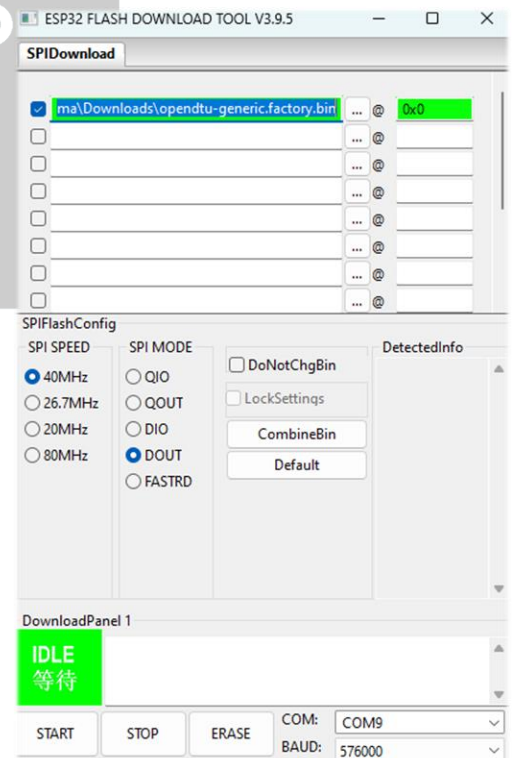 ESP32 FLASH DOWNLOAD TOOL V3.9.5
SPIDownload
ma\Downloads\opendtu-generic.factory.bin ... @ 0x0
... @
... @
... @
... @
... @
... @
... @
SPIFlashConfig
SPI SPEED
40MHz
26.7MHz
20MHz
80MHz
SPI MODE
QIO
QOUT
DIO
DOUT
FASTRD
DoNotChgBin
LockSettings
CombineBin
Default
DetectedInfo
DownloadPanel 1
IDLE
等待
START STOP ERASE
COM: COM9
BAUD: 576000